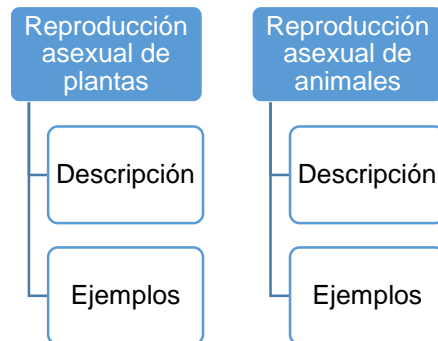 Reproducción
asexual de
plantas
Descripción
Ejemplos
Reproducción
asexual de
animales
Descripción
Ejemplos